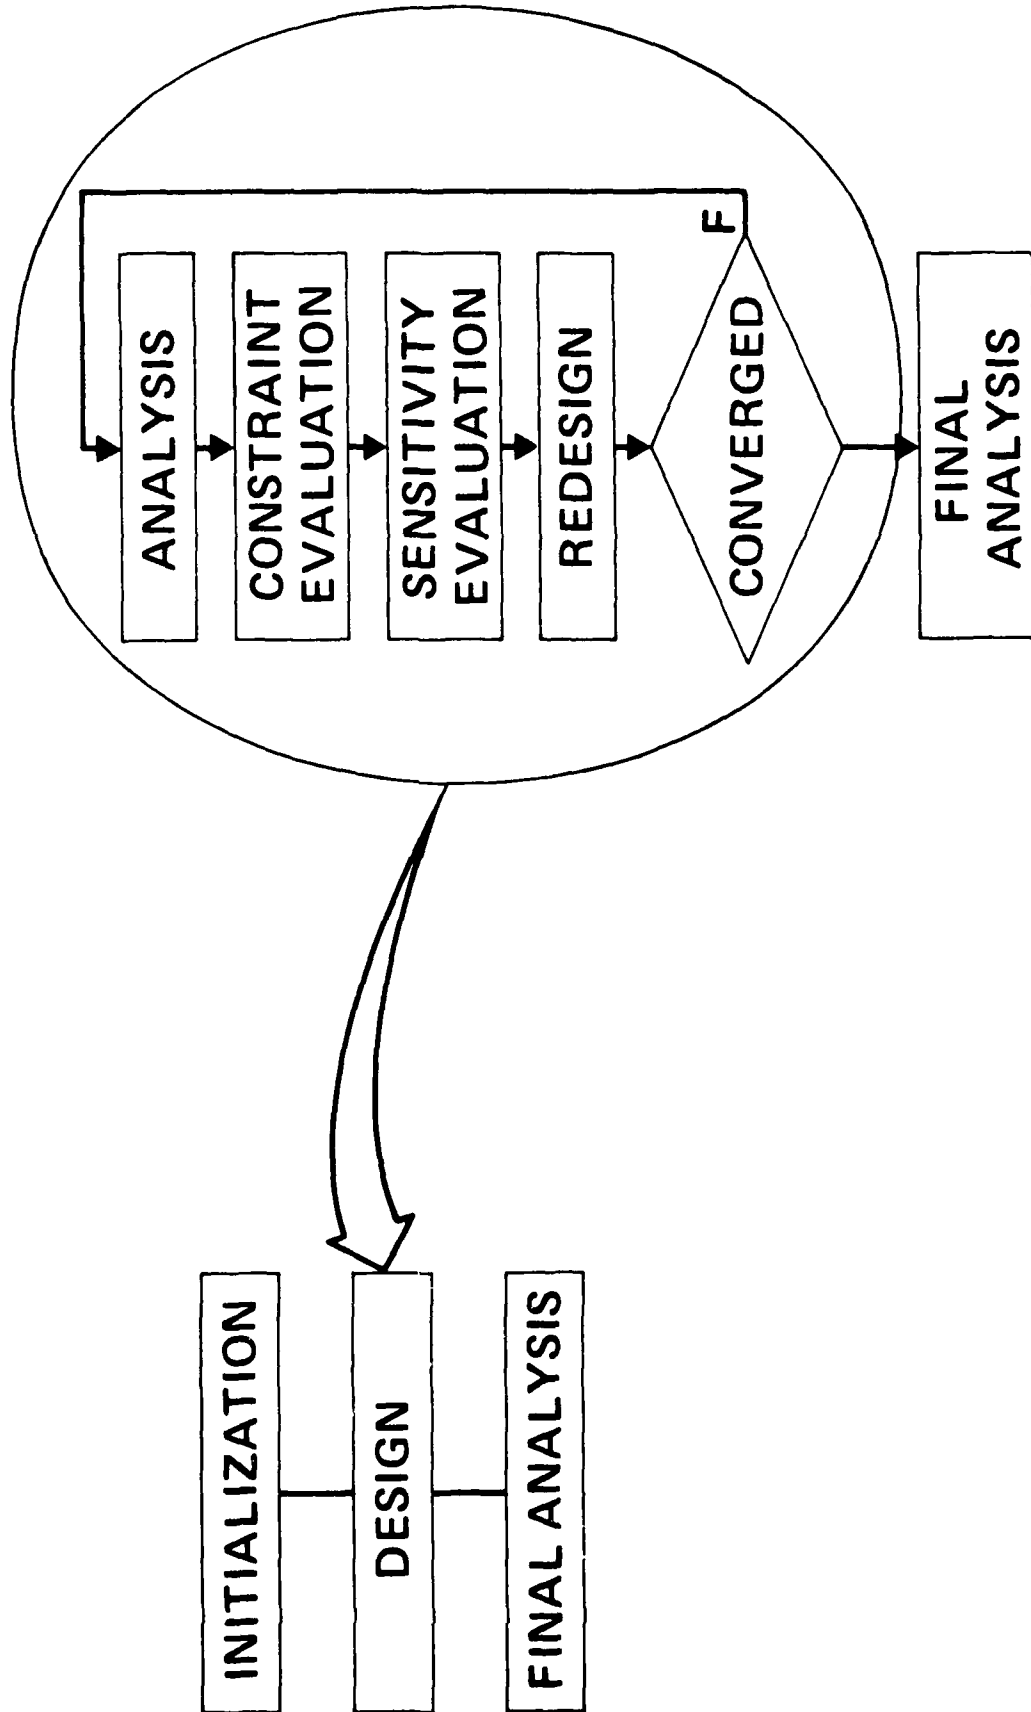 INITIALIZATION
DESIGN
FINAL ANALYSIS
ANALYSIS
CONSTRAINT
EVALUATION
SENSITIVITY
EVALUATION
REDESIGN
CONVERGED
F
FINAL
ANALYSIS